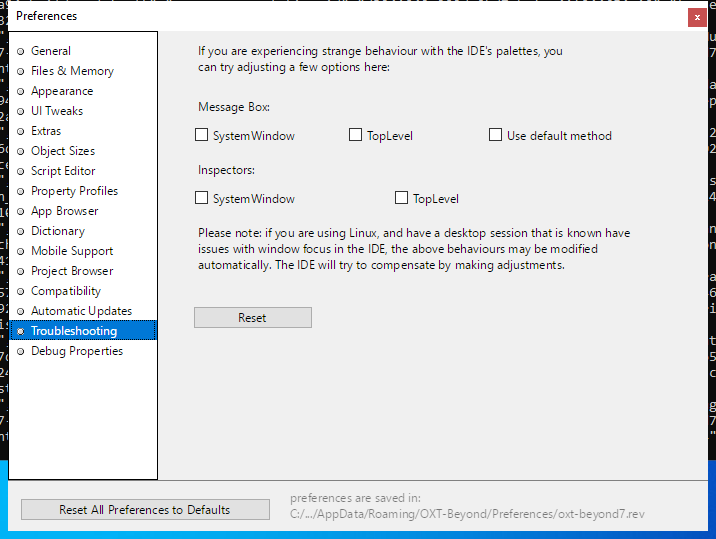 Preferences
x
General
Files & Memory
Appearance
UI Tweaks
Extras
Object Sizes
Script Editor
Property Profiles
App Browser
Dictionary
Mobile Support
Project Browser
Compatibility
Automatic Updates
Troubleshooting
Debug Properties
If you are experiencing strange behaviour with the IDE's palettes, you
can try adjusting a few options here:
Message Box:
SystemWindow
TopLevel
Use default method
Inspectors:
SystemWindow
TopLevel
Please note: if you are using Linux, and have a desktop session that is known have
issues with window focus in the IDE, the above behaviours may be modified
automatically. The IDE will try to compensate by making adjustments.
Reset
Reset All Preferences to Defaults
preferences are saved in:
C:/.../AppData/Roaming/OXT-Beyond/Preferences/oxt-beyond7.rev